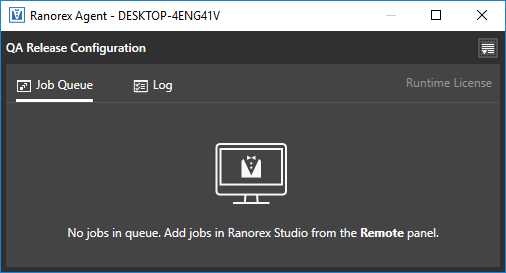 Ranorex Agent - DESKTOP-4ENG41V
QA Release Configuration
Job Queue
Log
Runtime License
No jobs in queue. Add jobs in Ranorex Studio from the Remote panel.